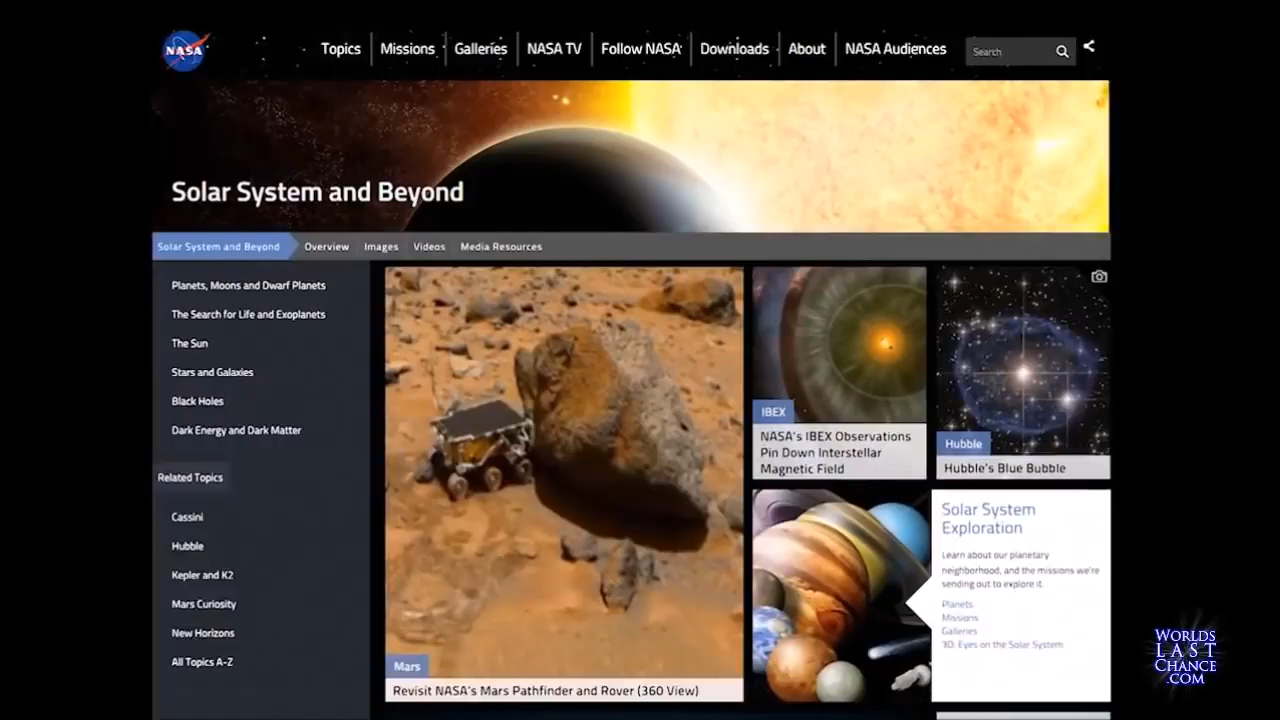 NASA
Topics
Missions
Galleries
NASA TV
Follow NASA
Downloads
About
NASA Audiences
Search
Solar System and Beyond
Solar System and Beyond
Overview
Images
Videos
Media Resources
Planets, Moons and Dwarf Planets
The Search for Life and Exoplanets
The Sun
Stars and Galaxies
Black Holes
Dark Energy and Dark Matter
Related Topics
Cassini
Hubble
Kepler and K2
Mars Curiosity
New Horizons
All Topics A-Z
Mars
Revisit NASA's Mars Pathfinder and Rover (360 View)
IBEX
NASA's IBEX Observations
Pin Down Interstellar
Magnetic Field
Hubble
Hubble's Blue Bubble
Solar System
Exploration
Learn about our planetary
neighborhood, and the missions we're
sending out to explore it.
Planets
Missions
Galleries
3D: Eyes on the Solar System
WORLDS
LAST
CHANCE
.COM